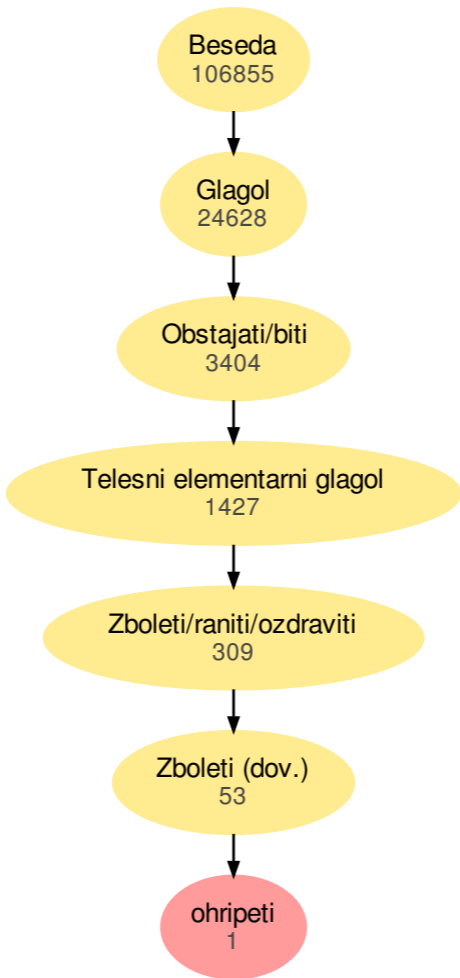 Beseda
106855
Glagol
24628
Obstajati/biti
3404
Telesni elementarni glagol
1427
Zboleti/raniti/ozdraviti
309
Zboleti (dov.)
53
ohripeti
1